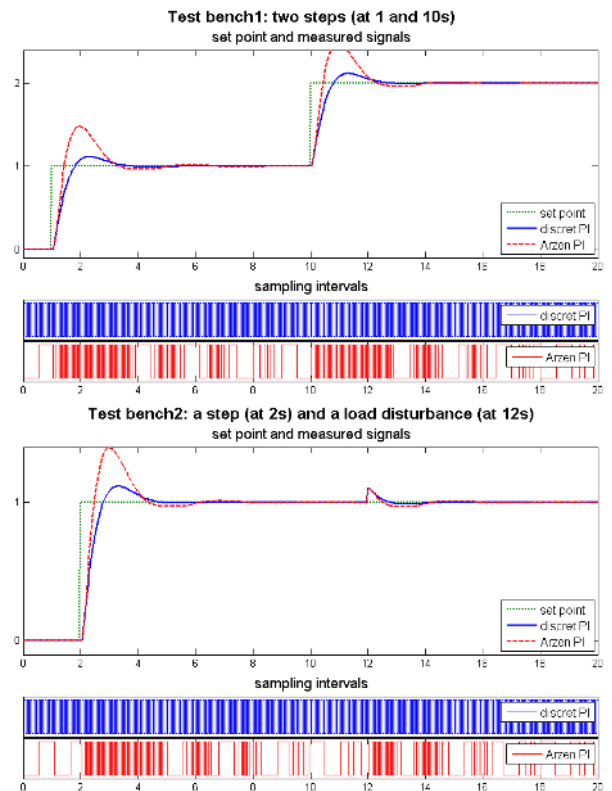 Test bench1: two steps (at 1 and 10s)
set point and measured signals
2
1
0
set point
discret PI
Arzen PI
0 2 4 6 8 10 12 14 16 18 20
sampling intervals
discret PI
Arzen PI
0 2 4 6 8 10 12 14 16 18 20
Test bench2: a step (at 2s) and a load disturbance (at 12s)
set point and measured signals
1
0
set point
discret PI
Arzen PI
0 2 4 6 8 10 12 14 16 18 20
sampling intervals
discret PI
Arzen PI
0 2 4 6 8 10 12 14 16 18 20